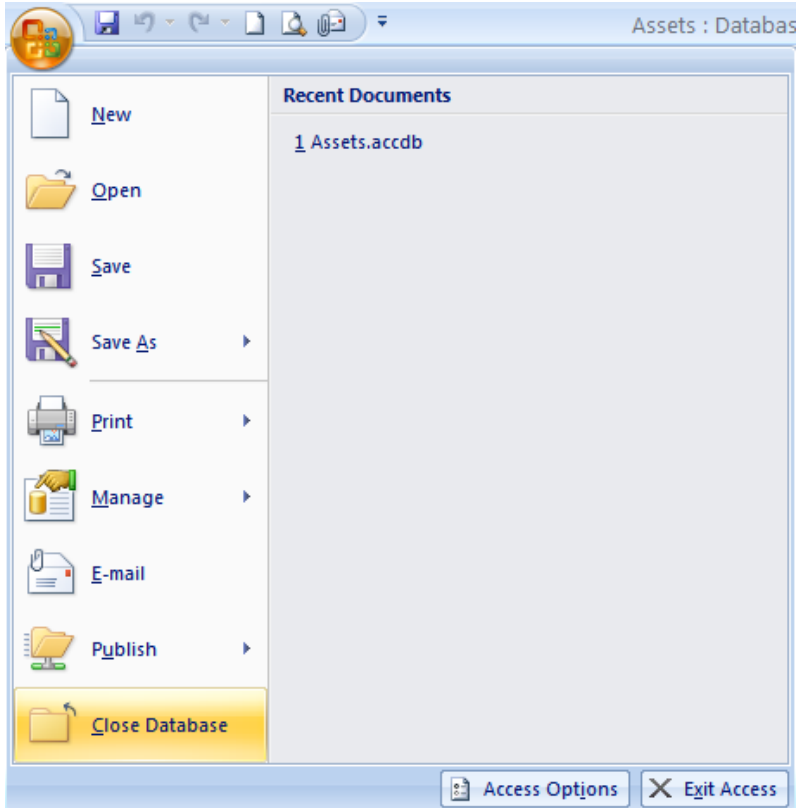 Assets : Databas
New
Open
Save
Save As
Print
Manage
E-mail
Publish
Close Database
Recent Documents
1 Assets.accdb
Access Options
Exit Access